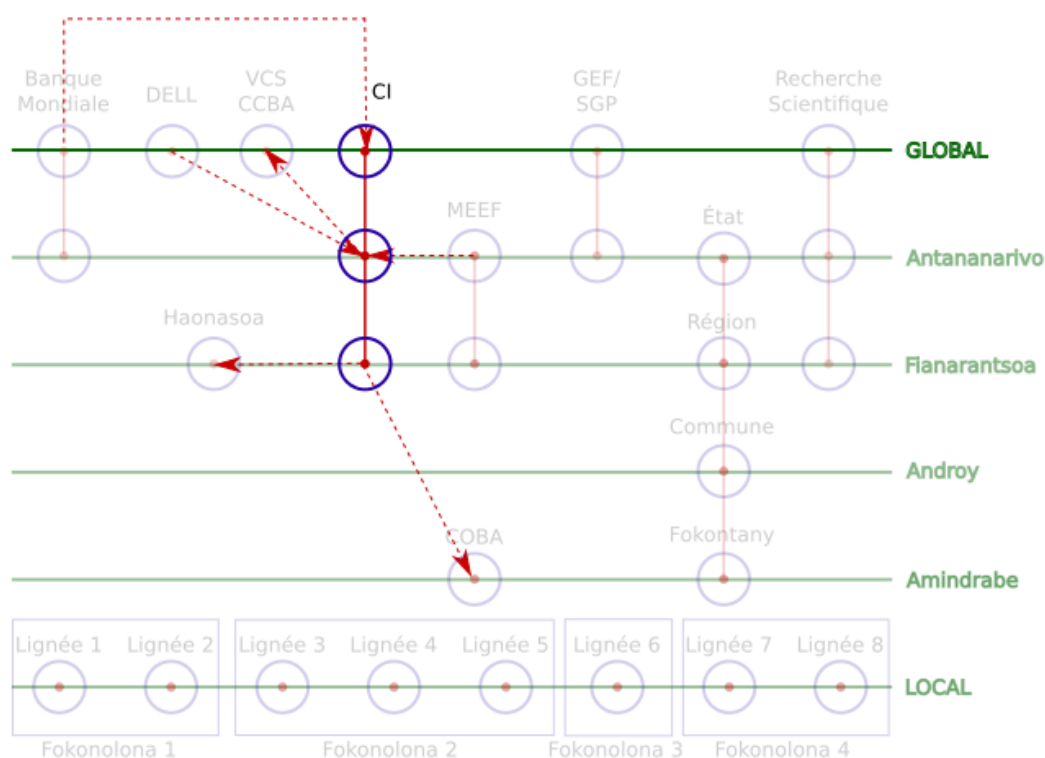 Banque
Mondiale
DELL
VCS
CCBA
CI
GEF/
SGP
Recherche
Scientifique
GLOBAL
MEEF
État
Antananarivo
Haonasoa
Région
Fianarantsoa
Commune
Androy
COBA
Fokontany
Amindrabe
Lignée 1
Lignée 2
Lignée 3
Lignée 4
Lignée 5
Lignée 6
Lignée 7
Lignée 8
LOCAL
Fokonolona 1
Fokonolona 2
Fokonolona 3
Fokonolona 4